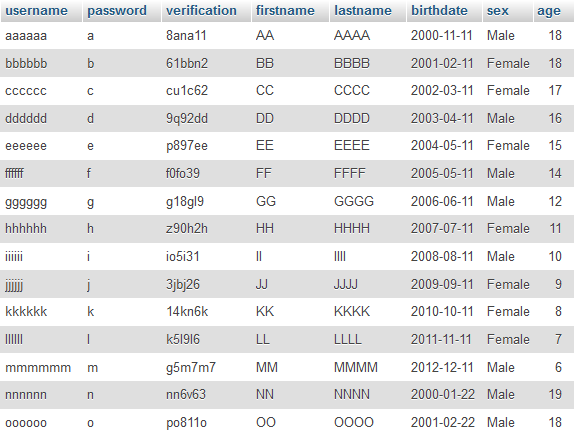 username password verification firstname lastname birthdate sex age
aaaaaa a 8ana11 AA AAAA 2000-11-11 Male 18
bbbbbb b 61bbn2 BB BBBB 2001-02-11 Female 18
cccccc c cu1c62 CC CCCC 2002-03-11 Female 17
dddddd d 9q92dd DD DDDD 2003-04-11 Male 16
eeeeee e p897ee EE EEEE 2004-05-11 Female 15
ffffff f f0fo39 FF FFFF 2005-05-11 Male 14
gggggg g g18gl9 GG GGGG 2006-06-11 Male 12
hhhhhh h z90h2h HH HHHH 2007-07-11 Female 11
iiiiii i io5i31 II IIII 2008-08-11 Male 10
jjjjjj j 3jbj26 JJ JJJJ 2009-09-11 Female 9
kkkkkk k 14kn6k KK KKKK 2010-10-11 Female 8
llllll l k5l9l6 LL LLLL 2011-11-11 Female 7
mmmmmm m g5m7m7 MM MMMM 2012-12-11 Male 6
nnnnnn n nn6v63 NN NNNN 2000-01-22 Male 19
oooooo o po811o OO OOOO 2001-02-22 Male 18